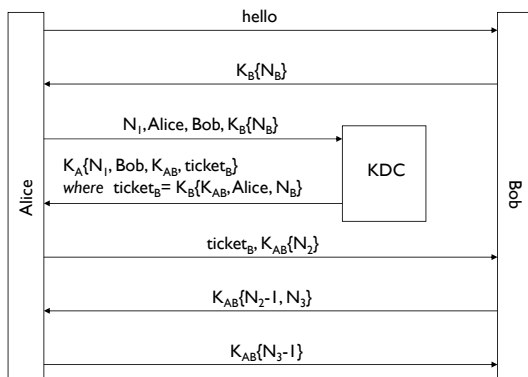 hello
K_B{N_B}
N_1, Alice, Bob, K_B{N_B}
K_A{N_1, Bob, K_AB, ticket_B}
where ticket_B = K_B{K_AB, Alice, N_B}
KDC
Alice
Bob
ticket_B, K_AB{N_2}
K_AB{N_2-1, N_3}
K_AB{N_3-1}